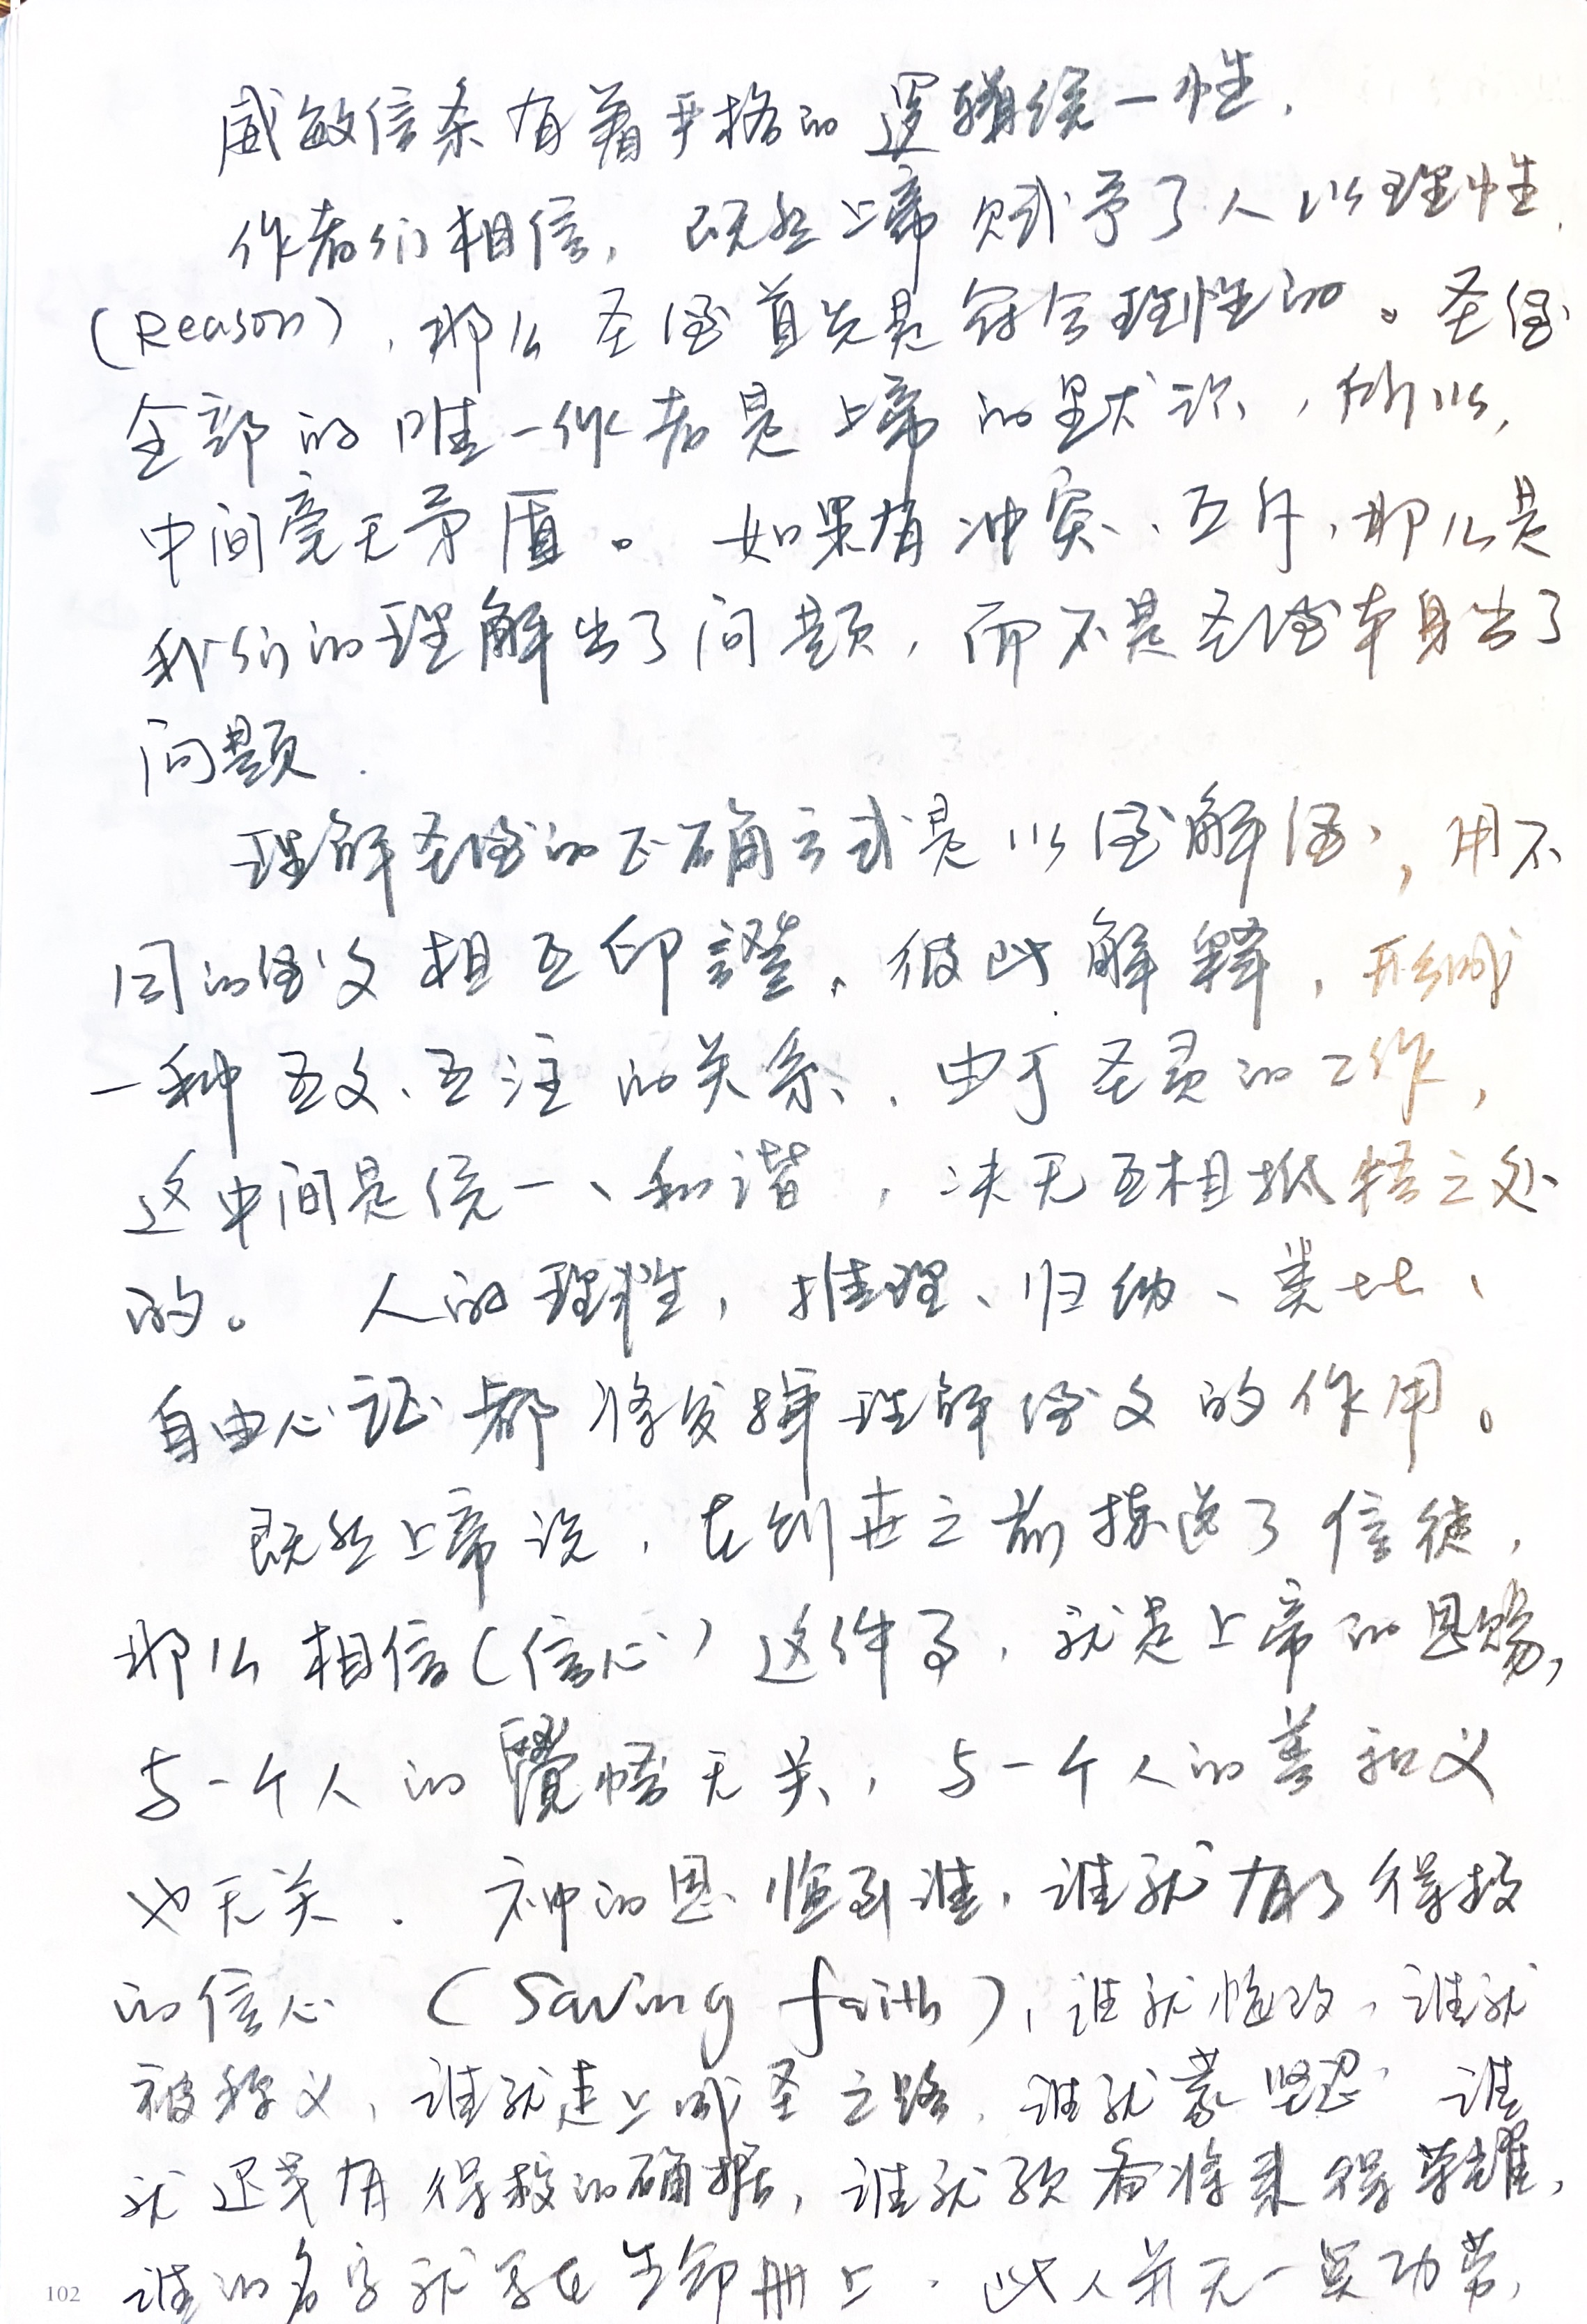 威敏信条有着严格的逻辑统一性.
作者们相信, 既然上帝赋予了人以理性
(Reason), 那么圣经首先是符合理性的。圣经
全部的唯一作者是上帝的默示, 所以,
中间毫无矛盾。如果有冲突、互斥, 那么是
我们的理解出了问题, 而不是圣经本身出了
问题.
理解圣经的正确方式是以经解经, 用不
同的经文相互印證, 彼此解释, 形成
一种互文、互注的关系. 由于圣灵的工作,
这中间是统一、和谐, 决无互相抵牾之处
的。人的理性, 推理、归纳、类比、
自由心证都将发挥理解经文的作用。
既然上帝说, 在创世之前拣选了信徒,
那么相信(信心)这件事, 就是上帝的恩赐,
与一个人的覺悟无关, 与一个人的善和义
也无关. 神的恩临到谁, 谁就有了得救
的信心 (Saving faith), 谁就悔改, 谁就
被称义, 谁就走上成圣之路, 谁就蒙坚忍 谁
就还有得救的确据, 谁就预看将来得荣耀,
谁的名字就写在生命册上. 此人并无一点功劳,
102